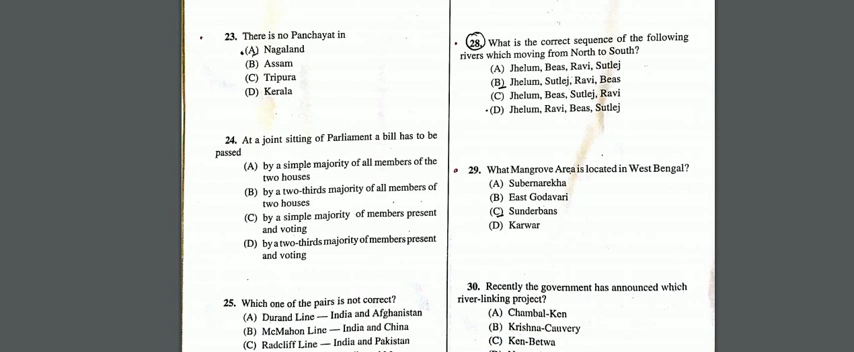 23. There is no Panchayat in
(A) Nagaland
(B) Assam
(C) Tripura
(D) Kerala
24. At a joint sitting of Parliament a bill has to be
passed
(A) by a simple majority of all members of the
two houses
(B) by a two-thirds majority of all members of
two houses
(C) by a simple majority of members present
and voting
(D) by a two-thirds majority of members present
and voting
25. Which one of the pairs is not correct?
(A) Durand Line — India and Afghanistan
(B) McMahon Line — India and China
(C) Radcliff Line — India and Pakistan
28. What is the correct sequence of the following
rivers which moving from North to South?
(A) Jhelum, Beas, Ravi, Sutlej
(B) Jhelum, Sutlej, Ravi, Beas
(C) Jhelum, Beas, Sutlej, Ravi
(D) Jhelum, Ravi, Beas, Sutlej
29. What Mangrove Area is located in West Bengal?
(A) Subernarekha
(B) East Godavari
(C) Sunderbans
(D) Karwar
30. Recently the government has announced which
river-linking project?
(A) Chambal-Ken
(B) Krishna-Cauvery
(C) Ken-Betwa